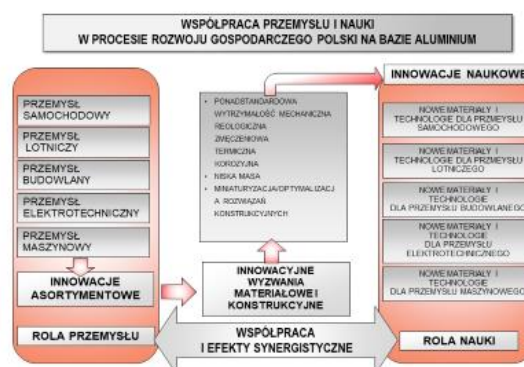 WSPÓŁPRACA PRZEMYSŁU I NAUKI
W PROCESIE ROZWOJU GOSPODARCZEGO POLSKI NA BAZIE ALUMINIUM
PRZEMYSŁ
SAMOCHODOWY
PRZEMYSŁ
LOTNICZY
PRZEMYSŁ
BUDOWLANY
PRZEMYSŁ
ELEKTROTECHNICZNY
PRZEMYSŁ
MASZYNOWY
INNOWACJE
ASORTYMENTOWE
ROLA PRZEMYSŁU
• PONADSTANDARDOWA
WYTRZYMAŁOŚĆ MECHANICZNA
REOLOGICZNA
ZMĘCZENIOWA
TERMICZNA
KOROZYJNA
• NISKA MASA
• MINIATURYZACJA/OPTYMALIZACJ
A ROZWIĄZAŃ
KONSTRUKCYJNYCH
INNOWACYJNE
WYZWANIA
MATERIAŁOWE I
KONSTRUKCYJNE
WSPÓŁPRACA
I EFEKTY SYNERGISTYCZNE
INNOWACJE NAUKOWE
NOWE MATERIAŁY I
TECHNOLOGIE DLA PRZEMYSŁU
SAMOCHODOWEGO
NOWE MATERIAŁY I
TECHNOLOGIE DLA PRZEMYSŁU
LOTNICZEGO
NOWE MATERIAŁY I
TECHNOLOGIE
DLA PRZEMYSŁU BUDOWLANEGO
NOWE MATERIAŁY I
TECHNOLOGIE
DLA PRZEMYSŁU
ELEKTROTECHNICZNEGO
NOWE MATERIAŁY I
TECHNOLOGIE
DLA PRZEMYSŁU MASZYNOWEGO
ROLA NAUKI